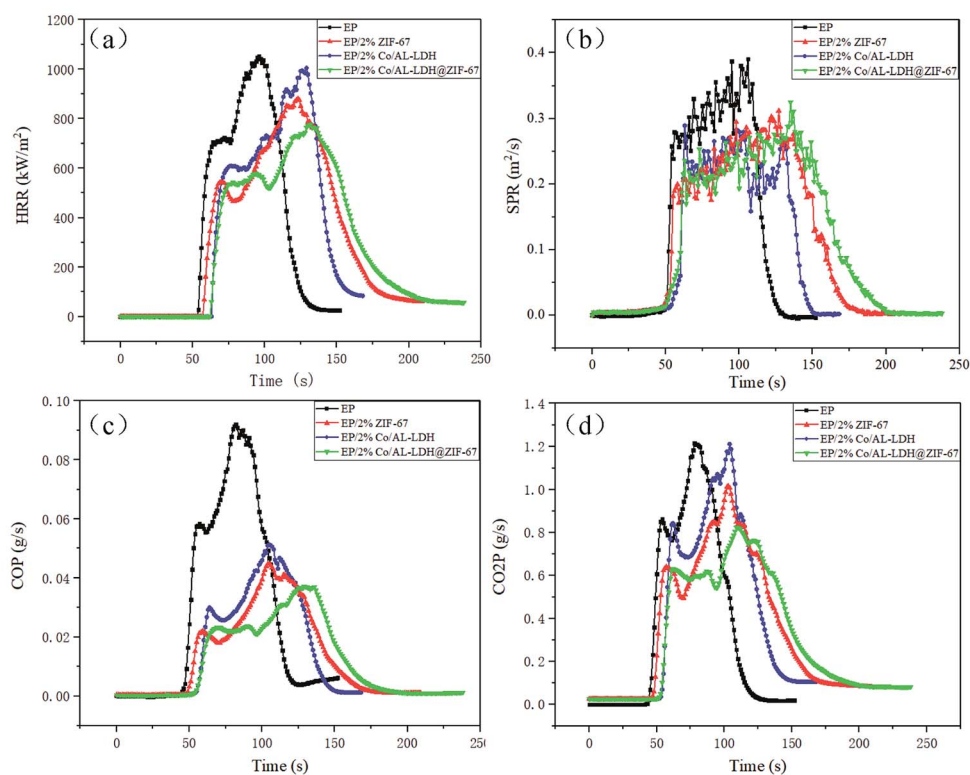 (a)
EP
EP/2% ZIF-67
EP/2% Co/AL-LDH
EP/2% Co/AL-LDH@ZIF-67
HRR (kW/m²)
1200
1000
800
600
400
200
0
0 50 100 150 200 250
Time (s)
(b)
EP
EP/2% ZIF-67
EP/2% Co/AL-LDH
EP/2% Co/AL-LDH@ZIF-67
SPR (m²/s)
0.4
0.3
0.2
0.1
0.0
0 50 100 150 200 250
Time (s)
(c)
EP
EP/2% ZIF-67
EP/2% Co/AL-LDH
EP/2% Co/AL-LDH@ZIF-67
COP (g/s)
0.10
0.08
0.06
0.04
0.02
0.00
0 50 100 150 200 250
Time (s)
(d)
EP
EP/2% ZIF-67
EP/2% Co/AL-LDH
EP/2% Co/AL-LDH@ZIF-67
CO2P (g/s)
1.4
1.2
1.0
0.8
0.6
0.4
0.2
0.0
0 50 100 150 200 250
Time (s)